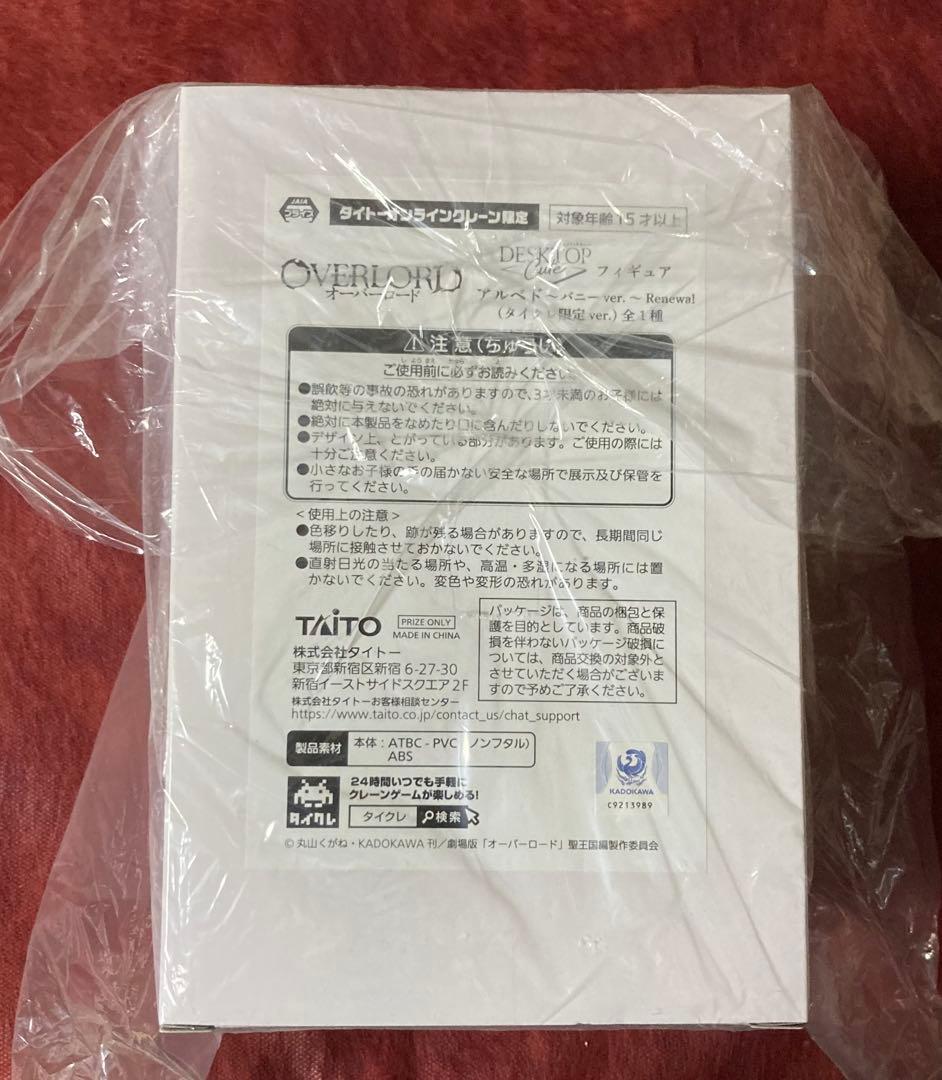 JAIA
プライズ
タイトーオンラインクレーン限定
対象年齢15才以上
OVERLORD
オーバーロード
DESKTOP
Cute
フィギュア
アルベド～バニーver.～Renewal
(タイクレ限定ver.)全1種
⚠注意(ちゅうい)
しようまえ かなら よ
ご使用前に必ずお読みください。
●誤飲等の事故の恐れがありますので、3才未満のお子様には
絶対に与えないでください。
●絶対に本製品をなめたり口に含んだりしないでください。
●デザイン上、とがっている部分があります。ご使用の際には
十分ご注意ください。
●小さなお子様の手の届かない安全な場所で展示及び保管を
行ってください。
＜使用上の注意＞
●色移りしたり、跡が残る場合がありますので、長期間同じ
場所に接触させておかないでください。
●直射日光の当たる場所や、高温・多湿になる場所には置
かないでください。変色や変形の恐れがあります。
TAITO
PRIZE ONLY
MADE IN CHINA
株式会社タイトー
東京都新宿区新宿6-27-30
新宿イーストサイドスクエア2F
株式会社タイトーお客様相談センター
https://www.taito.co.jp/contact_us/chat_support
パッケージは、商品の梱包と保
護を目的としています。商品破
損を伴わないパッケージ破損に
については、商品交換の対象外と
させていただく場合がございま
すので予めご了承ください。
製品素材
本体：ATBC-PVC(ノンフタル)
ABS
タイクレ
24時間いつでも手軽に
クレーンゲームが楽しめる!
タイクレ
検索
KADOKAWA
C9213989
©丸山くがね・KADOKAWA刊／劇場版「オーバーロード」聖王国編製作委員会